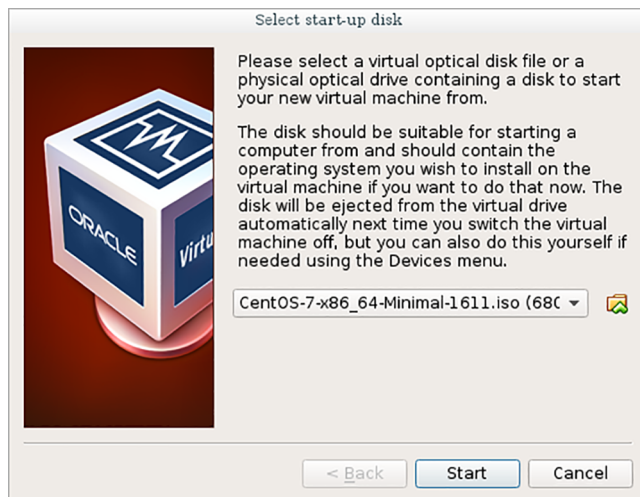 Select start-up disk
Please select a virtual optical disk file or a
physical optical drive containing a disk to start
your new virtual machine from.
The disk should be suitable for starting a
computer from and should contain the
operating system you wish to install on the
virtual machine if you want to do that now. The
disk will be ejected from the virtual drive
automatically next time you switch the virtual
machine off, but you can also do this yourself if
needed using the Devices menu.
ORACLE
Virtu
CentOS-7-x86_64-Minimal-1611.iso (680
< Back
Start
Cancel